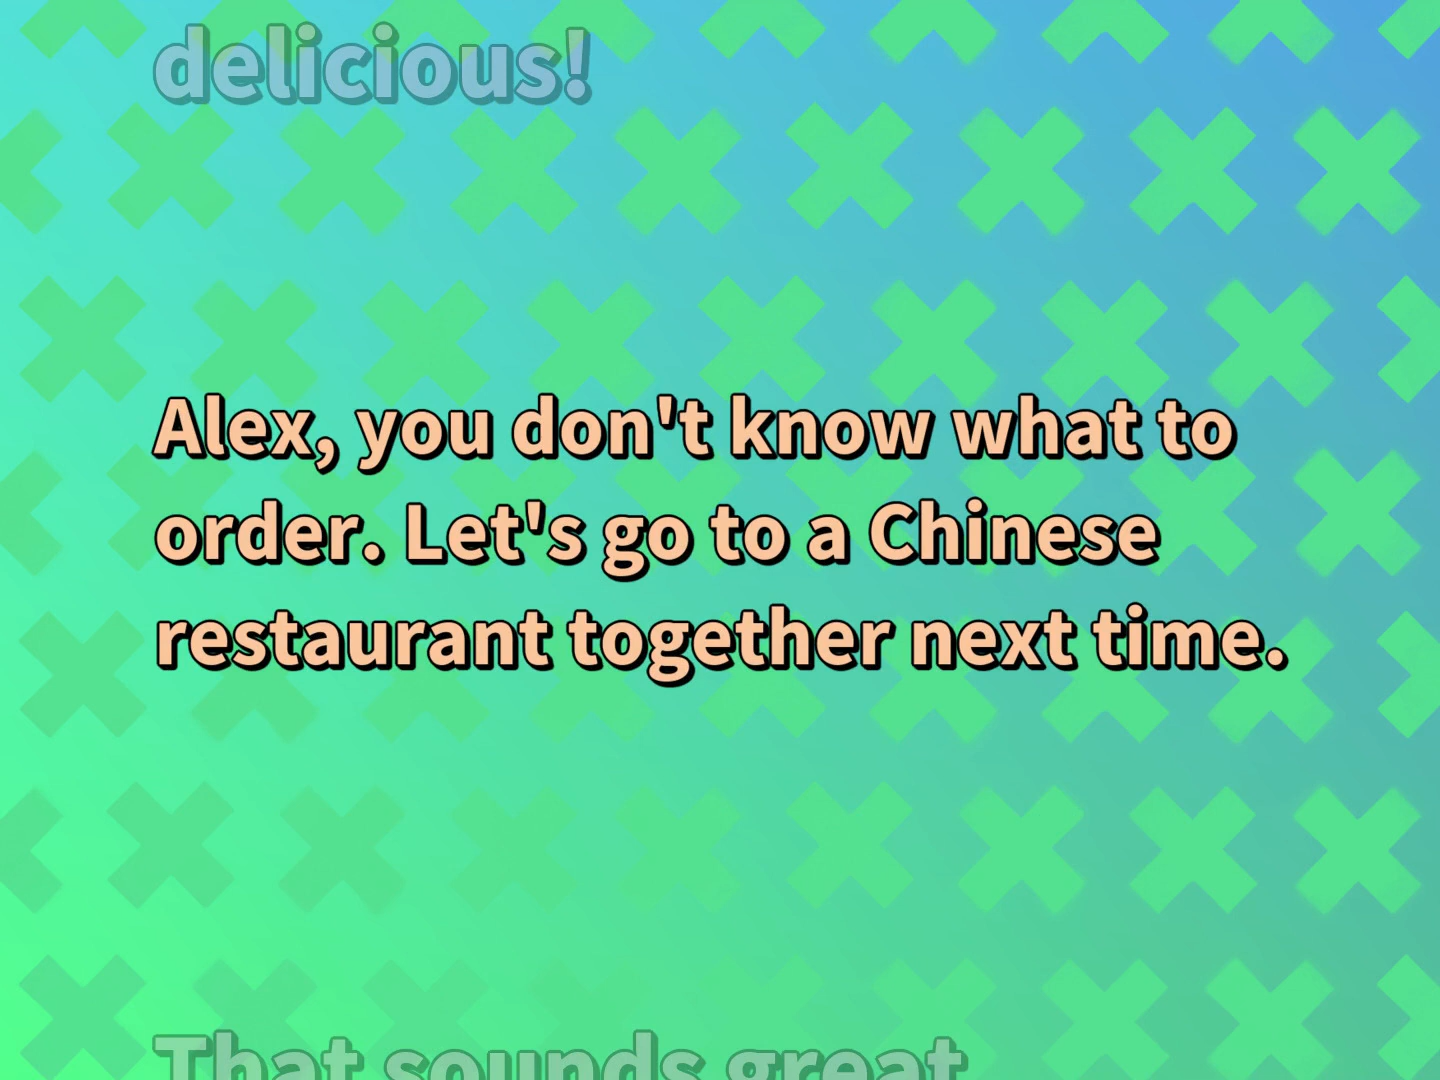 delicious!
Alex, you don't know what to
order. Let's go to a Chinese
restaurant together next time.
That sounds great